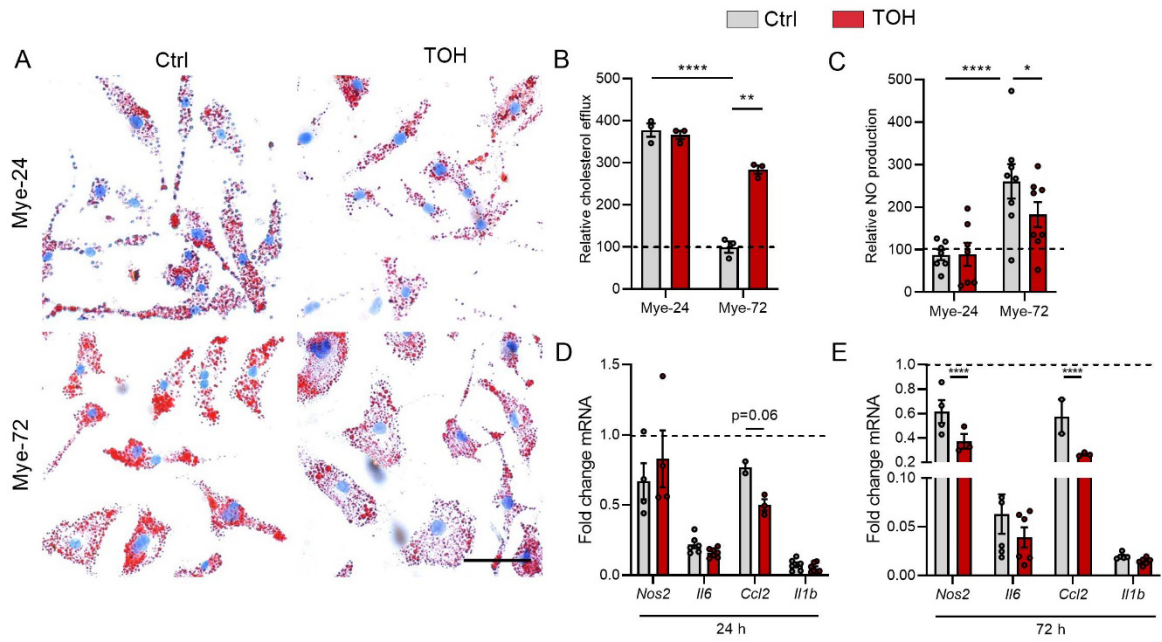 Ctrl TOH
A
Ctrl TOH
Mye-24
Mye-72
B
Relative cholesterol efflux
500
400
300
200
100
0
****
**
Mye-24 Mye-72
C
Relative NO production
500
400
300
200
100
0
****
*
Mye-24 Mye-72
D
Fold change mRNA
1.5
1.0
0.5
0.0
p=0.06
Nos2 Il6 Ccl2 Il1b
24 h
E
Fold change mRNA
1.0
0.8
0.6
0.4
0.2
0.10
0.05
0.00
****
****
Nos2 Il6 Ccl2 Il1b
72 h